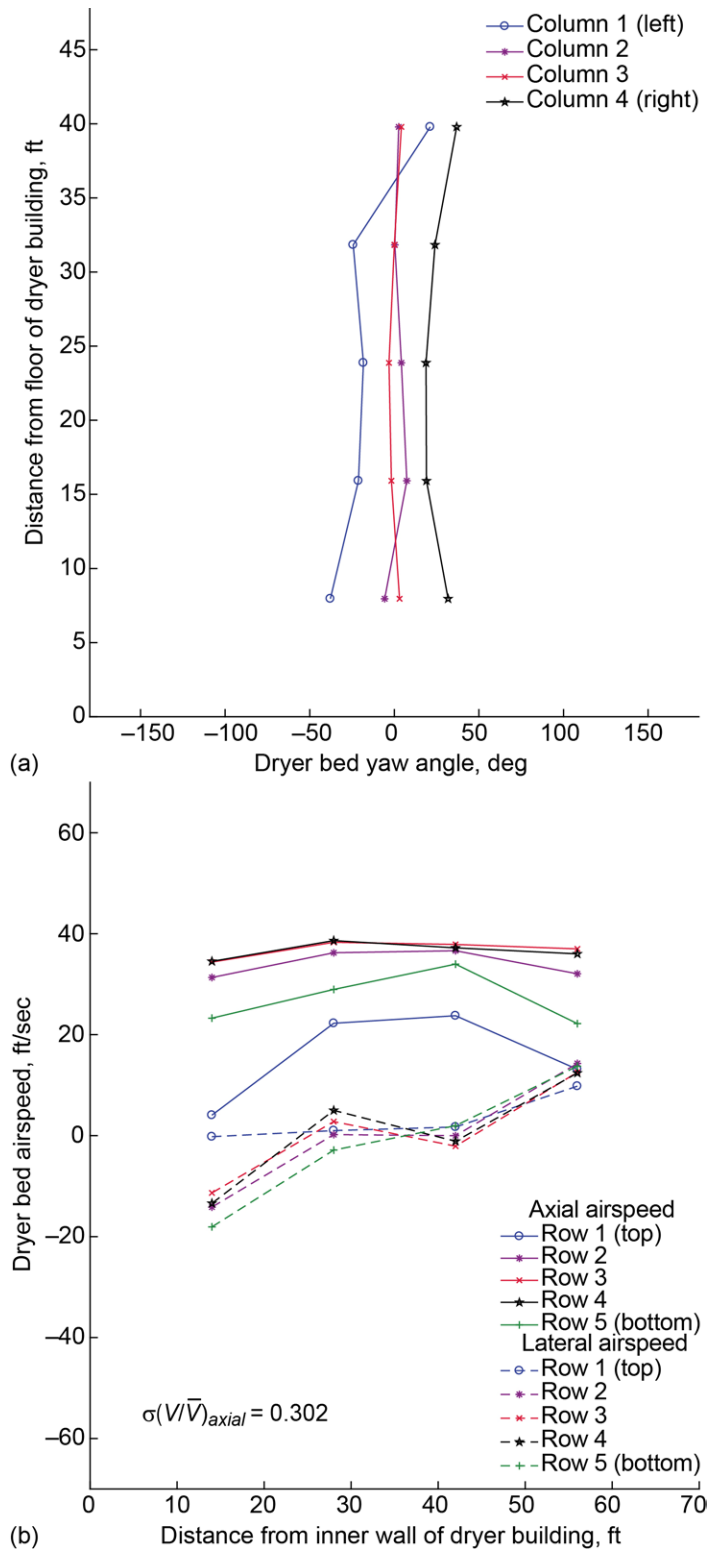 Column 1 (left)
Column 2
Column 3
Column 4 (right)
45
40
35
30
25
20
15
10
5
0
Distance from floor of dryer building, ft
–150
–100
–50
0
50
100
150
(a)
Dryer bed yaw angle, deg
60
40
20
0
–20
–40
–60
Dryer bed airspeed, ft/sec
Axial airspeed
Row 1 (top)
Row 2
Row 3
Row 4
Row 5 (bottom)
Lateral airspeed
Row 1 (top)
Row 2
Row 3
Row 4
Row 5 (bottom)
σ(V/V̅)axial = 0.302
0
10
20
30
40
50
60
70
(b)
Distance from inner wall of dryer building, ft